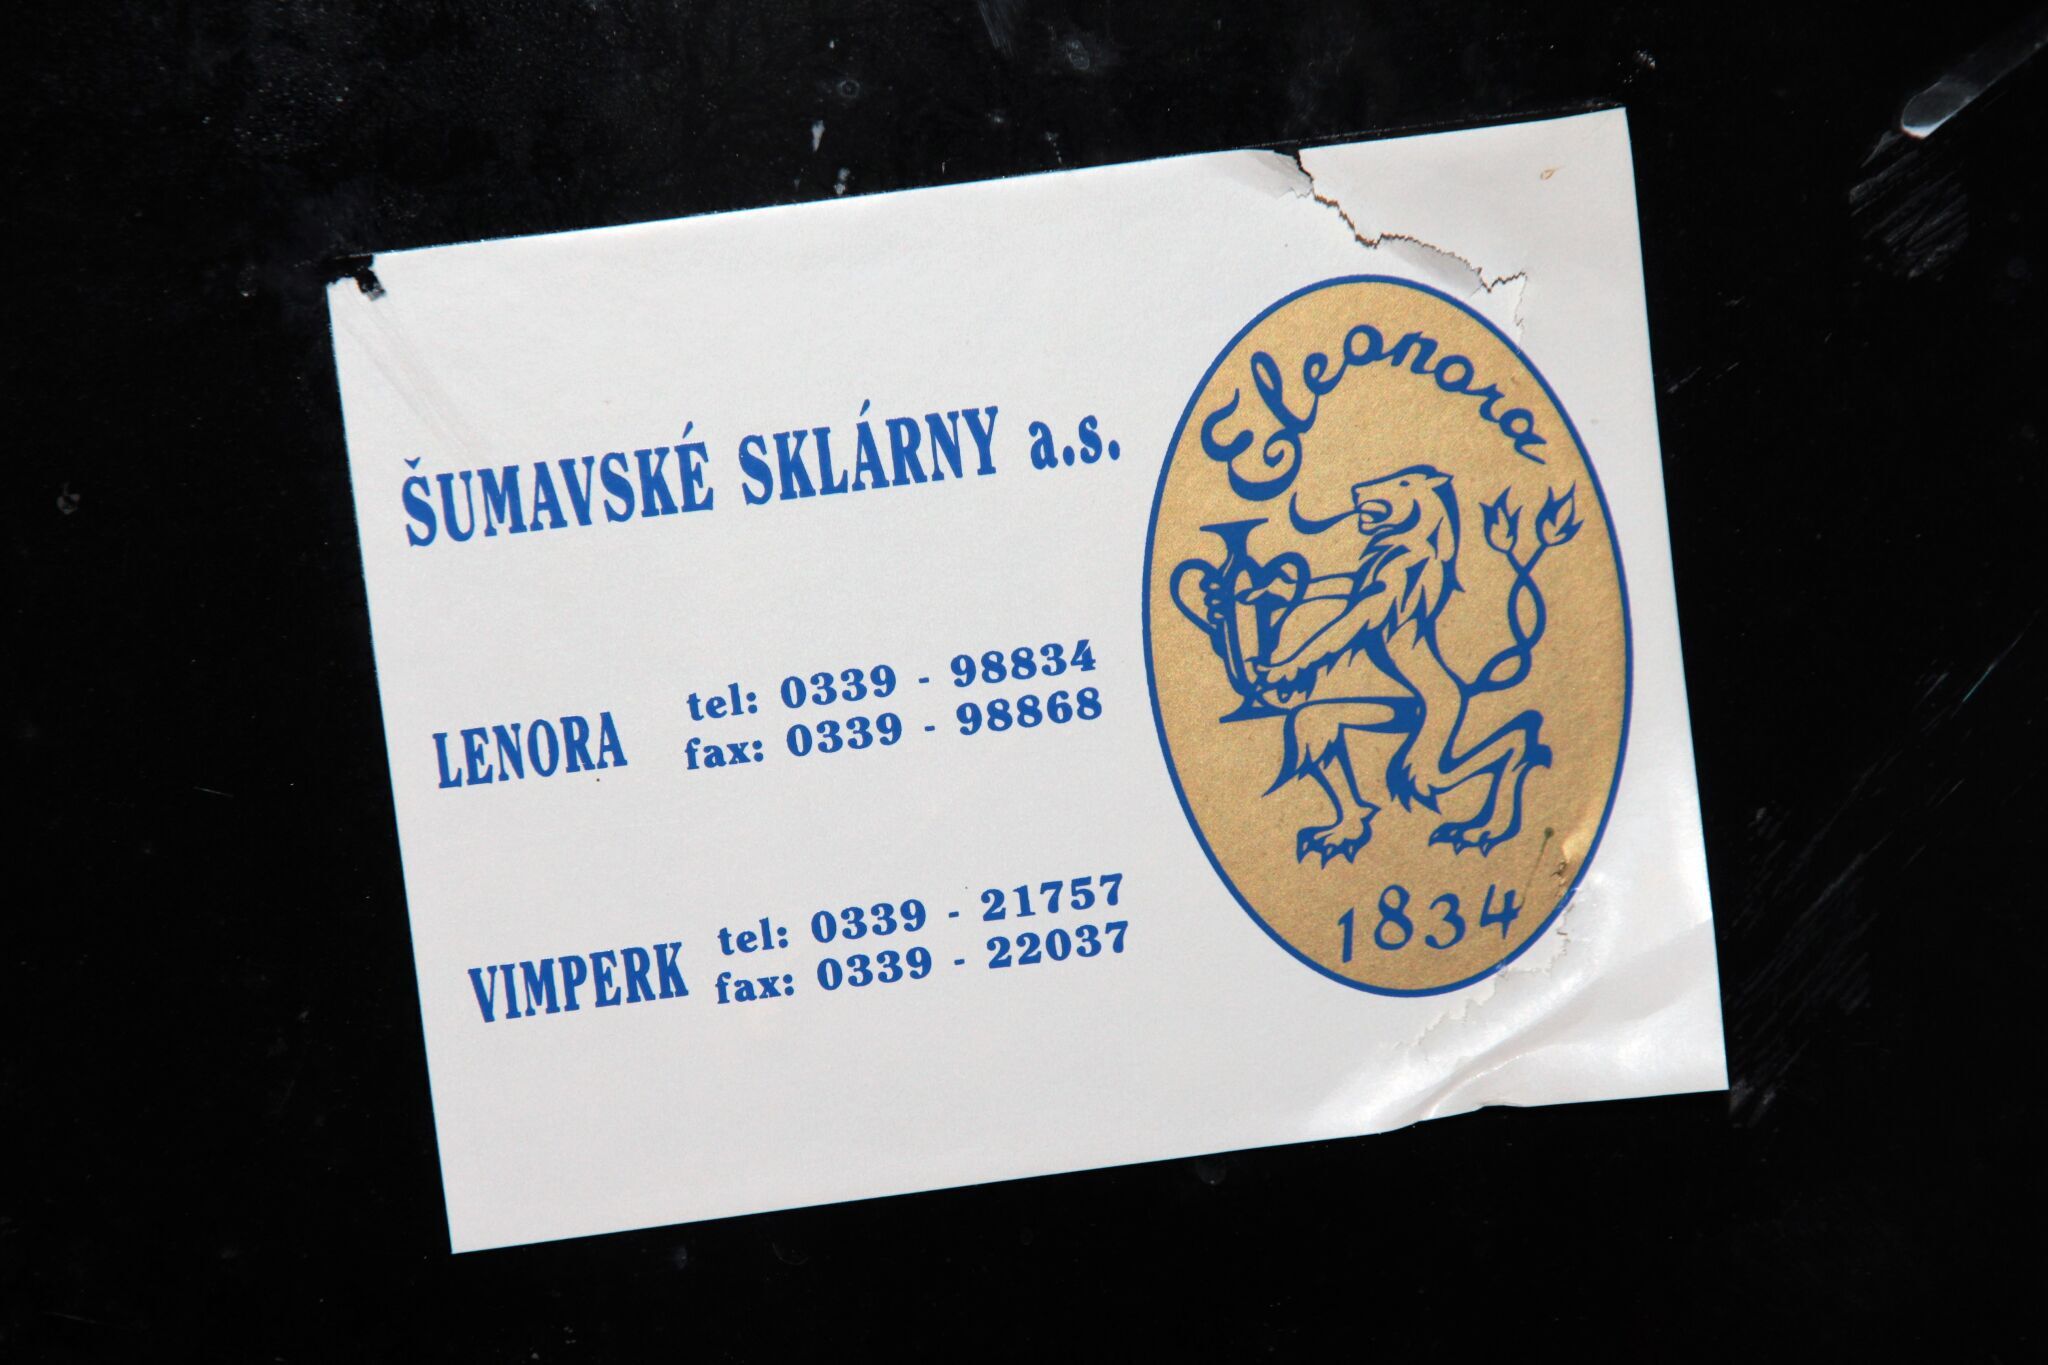 ŠUMAVSKÉ SKLÁRNY a.s.
LENORA
tel: 0339 - 98834
fax: 0339 - 98868
VIMPERK
tel: 0339 - 21757
fax: 0339 - 22037
Eleonora
1834